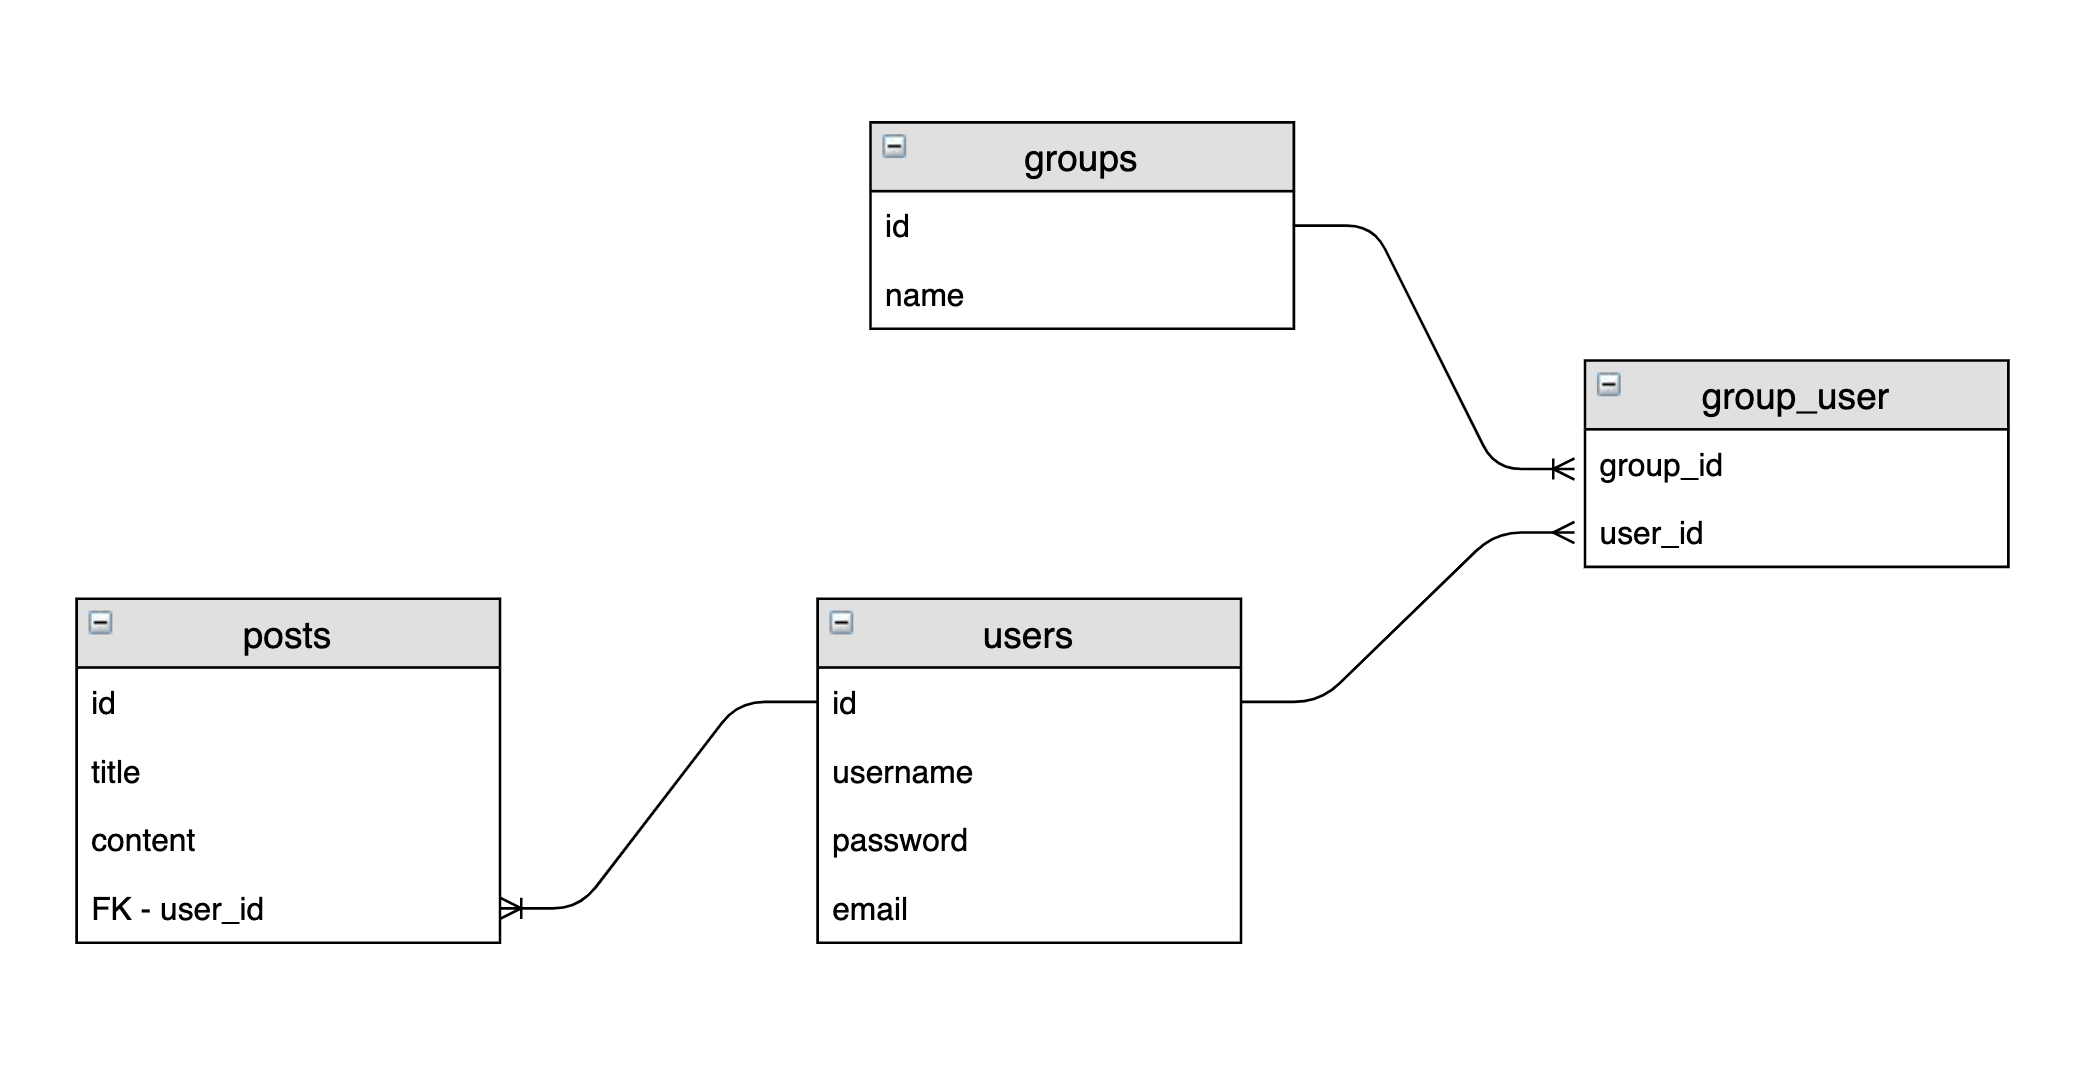 groups
id
name
group_user
group_id
user_id
posts
id
title
content
FK - user_id
users
id
username
password
email